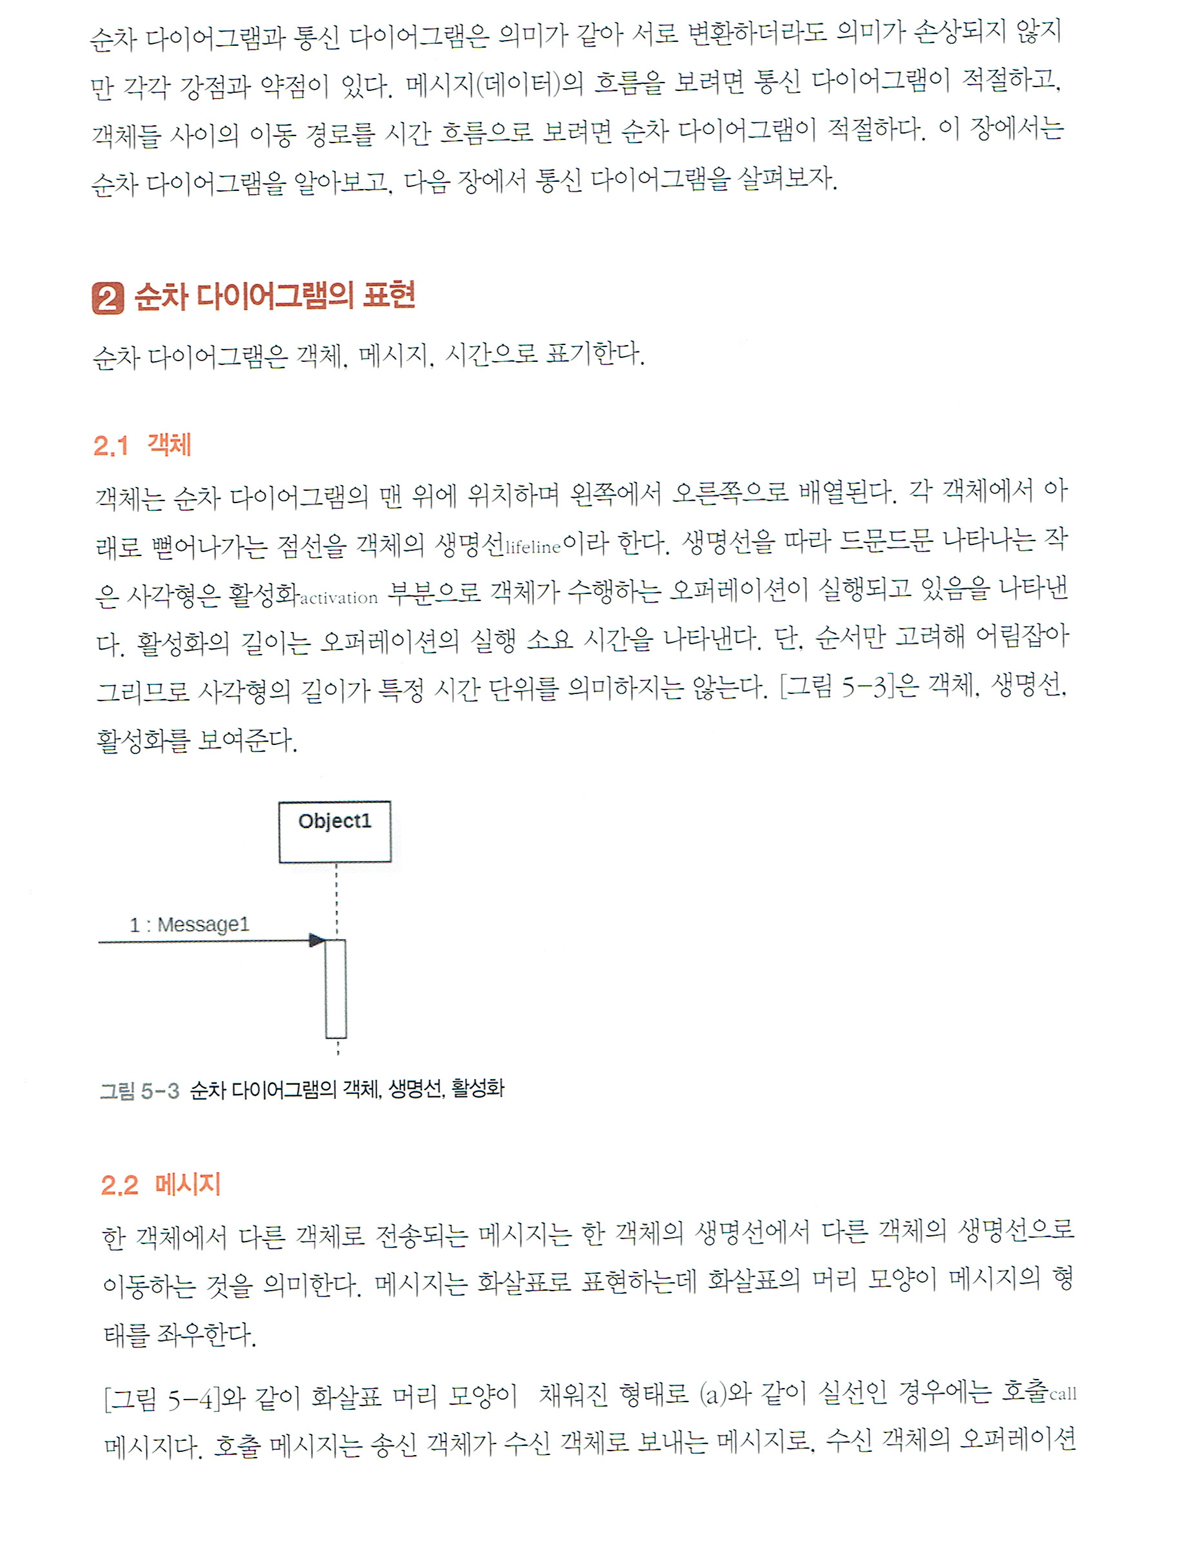 순차 다이어그램과 통신 다이어그램은 의미가 같아 서로 변환하더라도 의미가 손상되지 않지
만 각각 강점과 약점이 있다. 메시지(데이터)의 흐름을 보려면 통신 다이어그램이 적절하고,
객체들 사이의 이동 경로를 시간 흐름으로 보려면 순차 다이어그램이 적절하다. 이 장에서는
순차 다이어그램을 알아보고, 다음 장에서 통신 다이어그램을 살펴보자.
2 순차 다이어그램의 표현
순차 다이어그램은 객체, 메시지, 시간으로 표기한다.
2.1 객체
객체는 순차 다이어그램의 맨 위에 위치하며 왼쪽에서 오른쪽으로 배열된다. 각 객체에서 아
래로 뻗어나가는 점선을 객체의 생명선lifeline이라 한다. 생명선을 따라 드문드문 나타나는 작
은 사각형은 활성화activation 부분으로 객체가 수행하는 오퍼레이션이 실행되고 있음을 나타낸
다. 활성화의 길이는 오퍼레이션의 실행 소요 시간을 나타낸다. 단, 순서만 고려해 어림잡아
그리므로 사각형의 길이가 특정 시간 단위를 의미하지는 않는다. [그림 5-3]은 객체, 생명선,
활성화를 보여준다.
Object1
1 : Message1
그림 5-3 순차 다이어그램의 객체, 생명선, 활성화
2.2 메시지
한 객체에서 다른 객체로 전송되는 메시지는 한 객체의 생명선에서 다른 객체의 생명선으로
이동하는 것을 의미한다. 메시지는 화살표로 표현하는데 화살표의 머리 모양이 메시지의 형
태를 좌우한다.
[그림 5-4]와 같이 화살표 머리 모양이 채워진 형태로 (a)와 같이 실선인 경우에는 호출call
메시지다. 호출 메시지는 송신 객체가 수신 객체로 보내는 메시지로, 수신 객체의 오퍼레이션